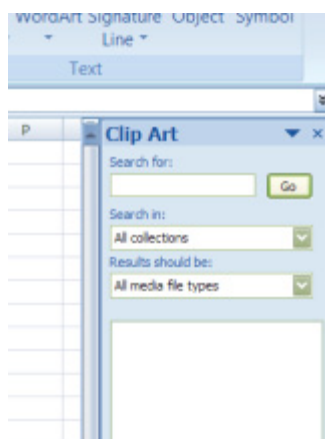 WordArt Signature Object Symbol
Line
Text
P
Clip Art
Search for:
Go
Search in:
All collections
Results should be:
All media file types